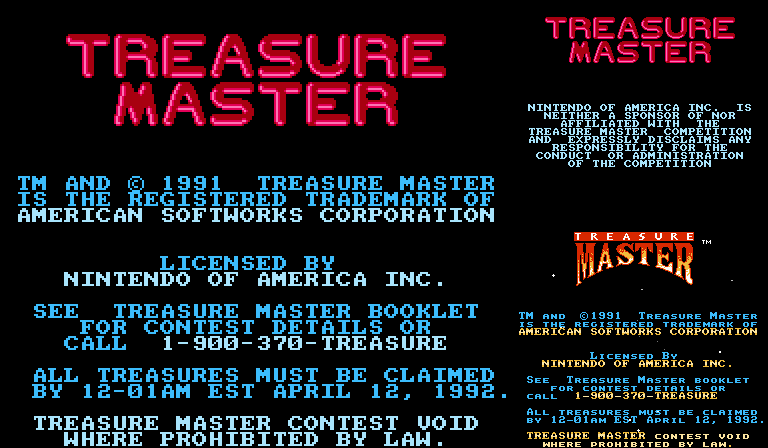 TREASURE
MASTER
TM AND © 1991 TREASURE MASTER
IS THE REGISTERED TRADEMARK OF
AMERICAN SOFTWORKS CORPORATION
LICENSED BY
NINTENDO OF AMERICA INC.
SEE TREASURE MASTER BOOKLET
FOR CONTEST DETAILS OR
CALL 1-900-370-TREASURE
ALL TREASURES MUST BE CLAIMED
BY 12-01AM EST APRIL 12, 1992.
TREASURE MASTER CONTEST VOID
WHERE PROHIBITED BY LAW.
TREASURE
MASTER
NINTENDO OF AMERICA INC. IS
NEITHER A SPONSOR OF NOR
AFFILIATED WITH THE
TREASURE MASTER COMPETITION
AND EXPRESSLY DISCLAIMS ANY
RESPONSIBILITY FOR THE
CONDUCT OR ADMINISTRATION
OF THE COMPETITION
TREASURE
MASTER ™
TM AND ©1991 TREASURE MASTER
IS THE REGISTERED TRADEMARK OF
AMERICAN SOFTWORKS CORPORATION
LICENSED BY
NINTENDO OF AMERICA INC.
SEE TREASURE MASTER BOOKLET
FOR CONTEST DETAILS OR
CALL 1-900-370-TREASURE
ALL TREASURES MUST BE CLAIMED
BY 12-01AM EST APRIL 12, 1992.
TREASURE MASTER CONTEST VOID
WHERE PROHIBITED BY LAW.